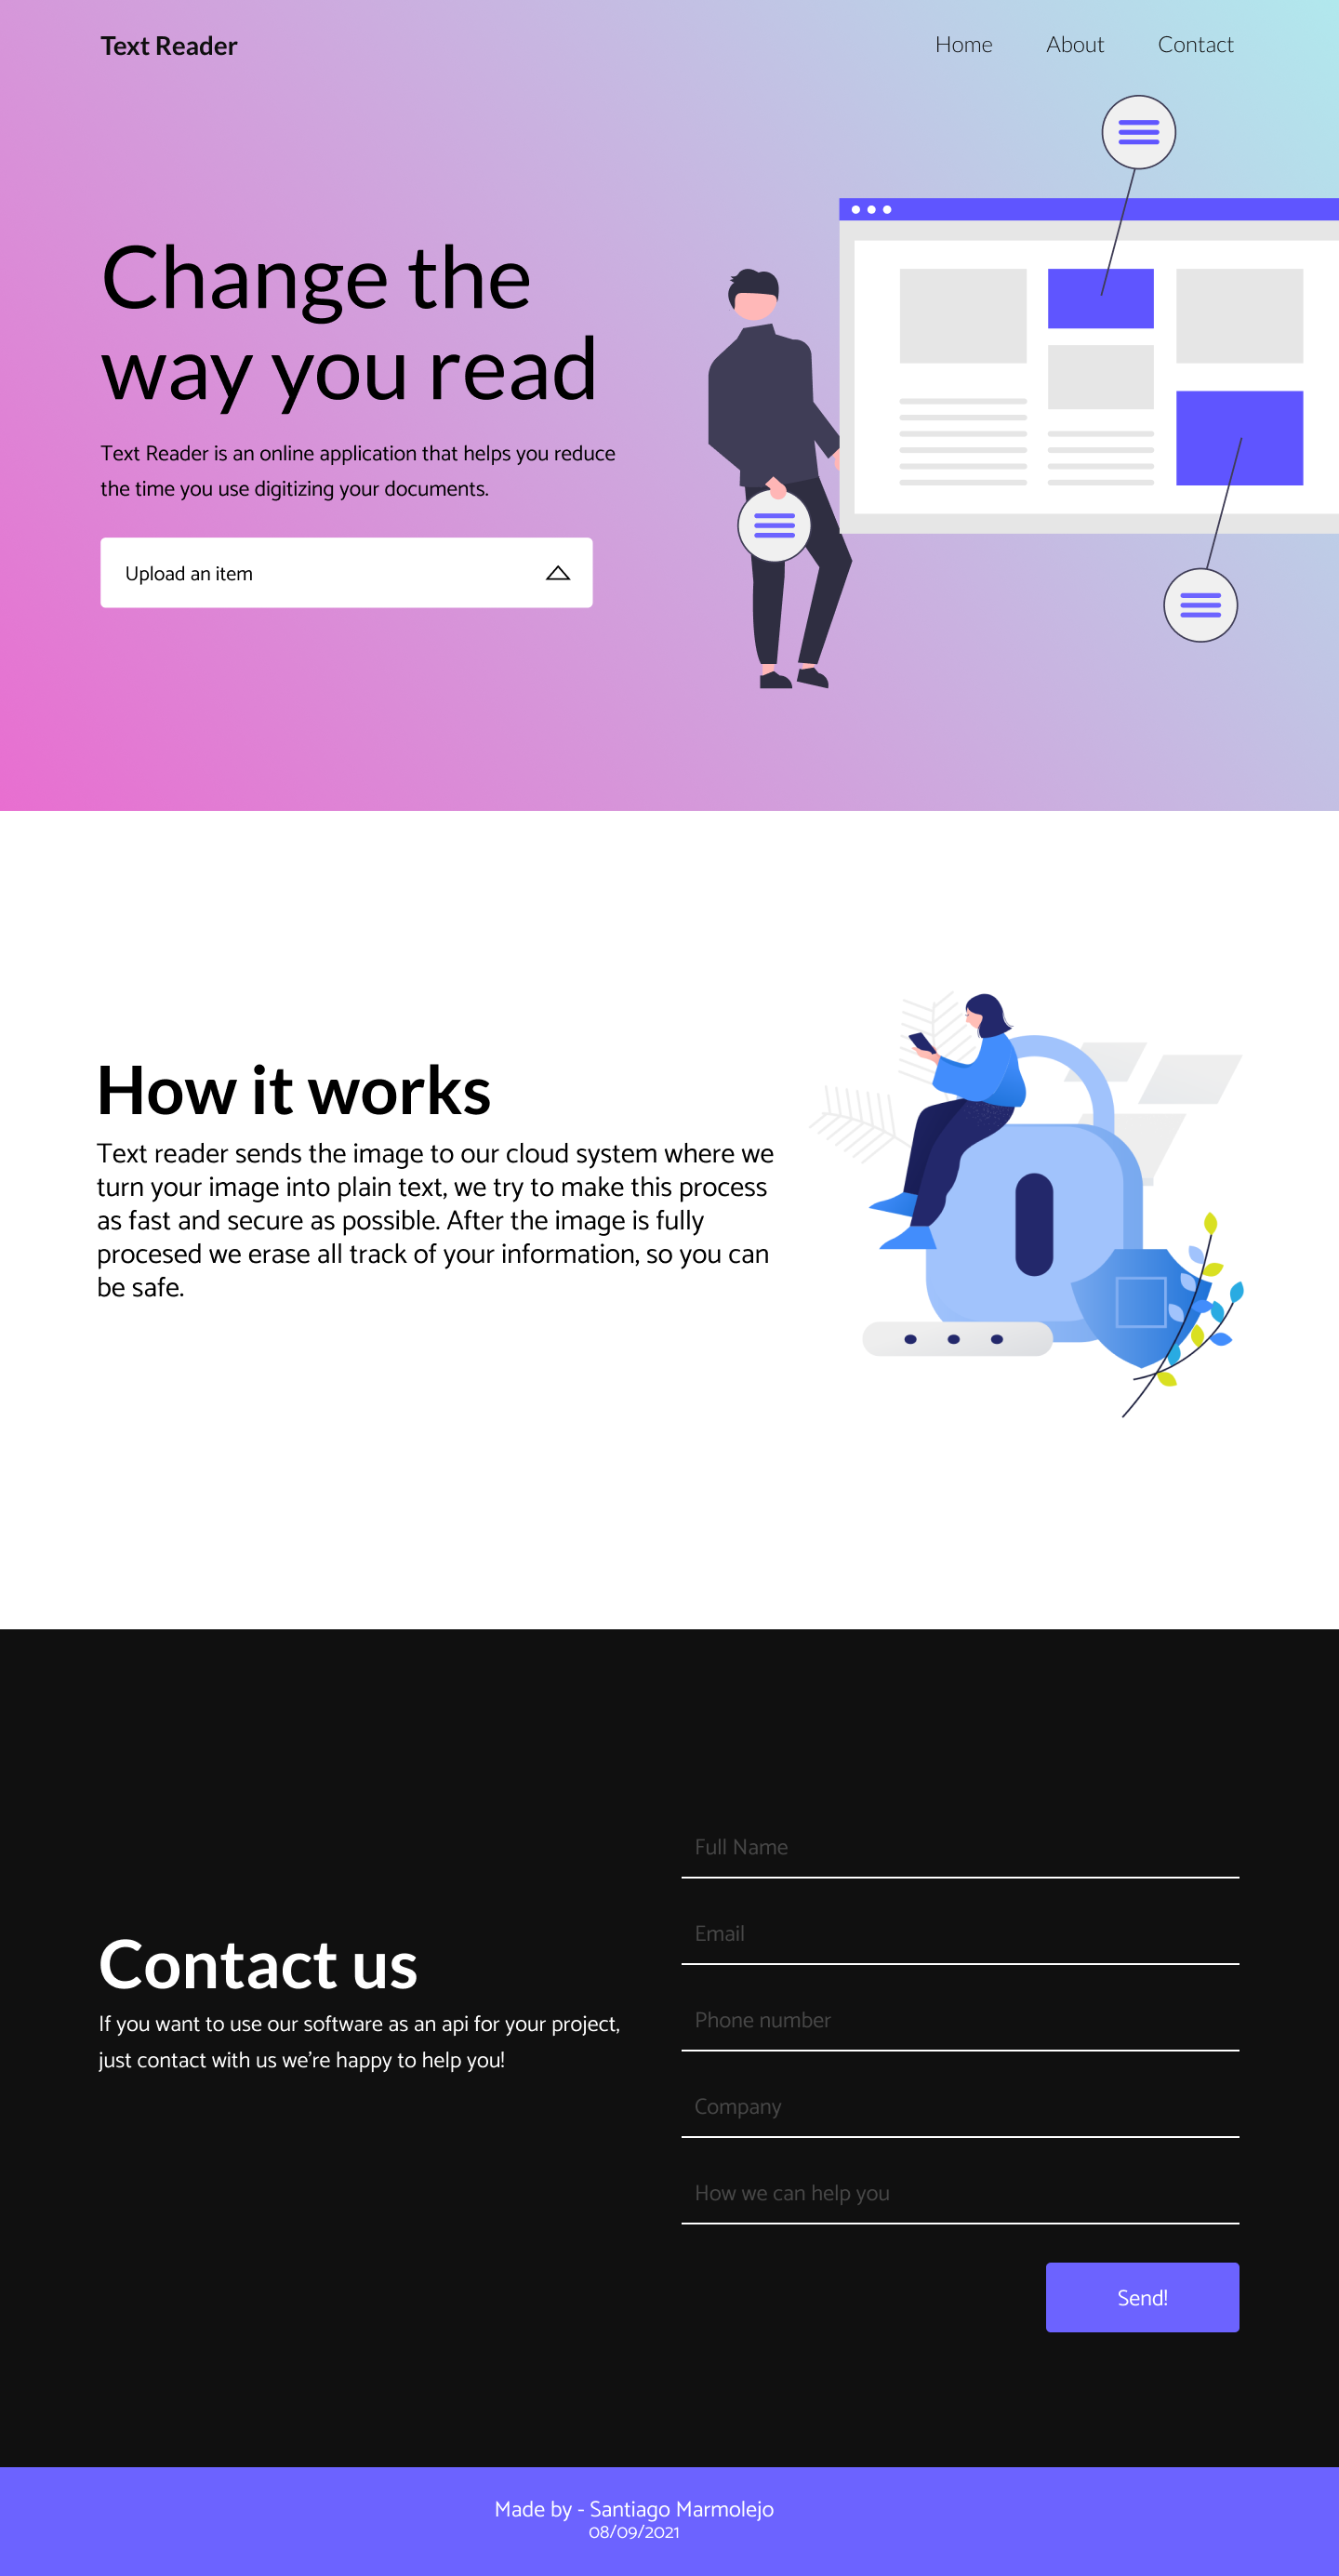 Text Reader
Home
About
Contact
Change the
way you read
Text Reader is an online application that helps you reduce
the time you use digitizing your documents.
Upload an item
How it works
Text reader sends the image to our cloud system where we
turn your image into plain text, we try to make this process
as fast and secure as possible. After the image is fully
procesed we erase all track of your information, so you can
be safe.
Full Name
Email
Contact us
If you want to use our software as an api for your project,
just contact with us we’re happy to help you!
Phone number
Company
How we can help you
Send!
Made by - Santiago Marmolejo
08/09/2021